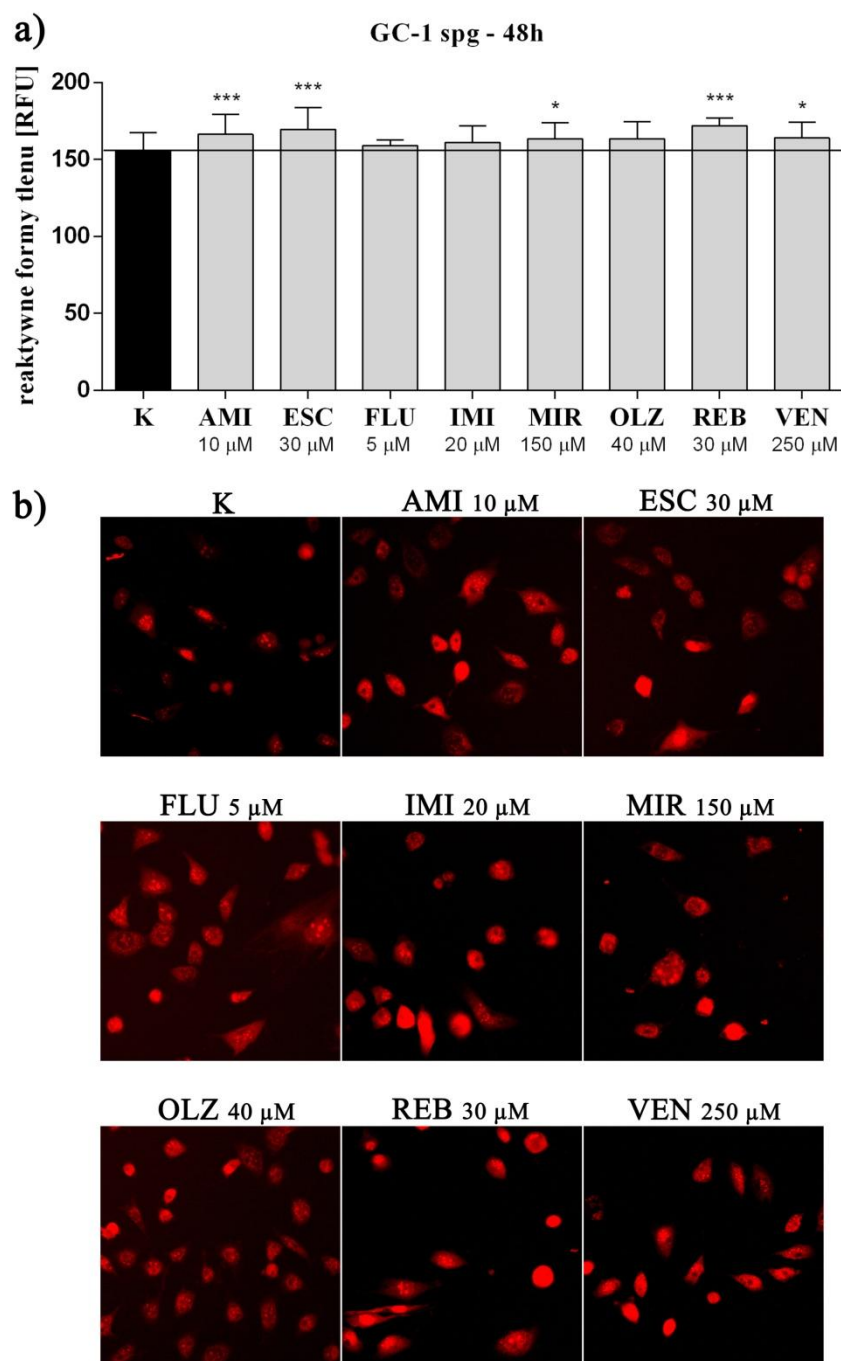 a)
GC-1 spg - 48h
reaktywne formy tlenu [RFU]
200
150
100
50
0
*** *** * *** *
K AMI ESC FLU IMI MIR OLZ REB VEN
10 µM 30 µM 5 µM 20 µM 150 µM 40 µM 30 µM 250 µM
b)
K AMI 10 µM ESC 30 µM
FLU 5 µM IMI 20 µM MIR 150 µM
OLZ 40 µM REB 30 µM VEN 250 µM